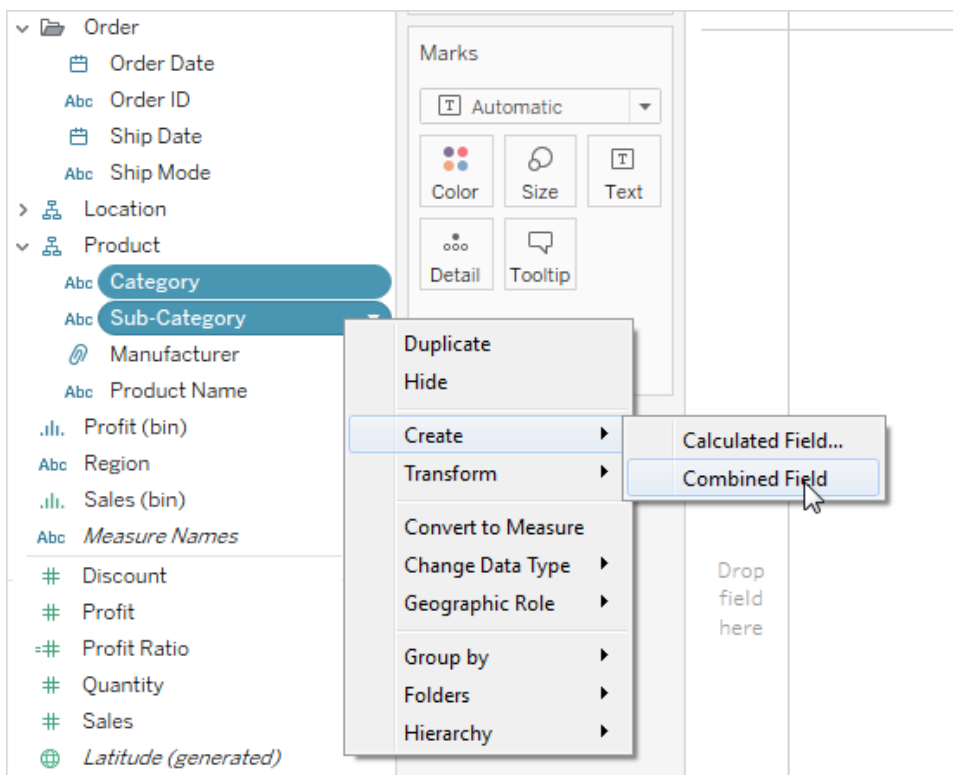 Order
Order Date
Abc Order ID
Ship Date
Abc Ship Mode
Location
Product
Abc Category
Abc Sub-Category
Manufacturer
Abc Product Name
Profit (bin)
Abc Region
Sales (bin)
Abc Measure Names
# Discount
# Profit
=# Profit Ratio
# Quantity
# Sales
Latitude (generated)
Marks
T Automatic
T
Color Size Text
Detail Tooltip
Duplicate
Hide
Create
Transform
Convert to Measure
Change Data Type
Geographic Role
Group by
Folders
Hierarchy
Calculated Field...
Combined Field
Drop
field
here